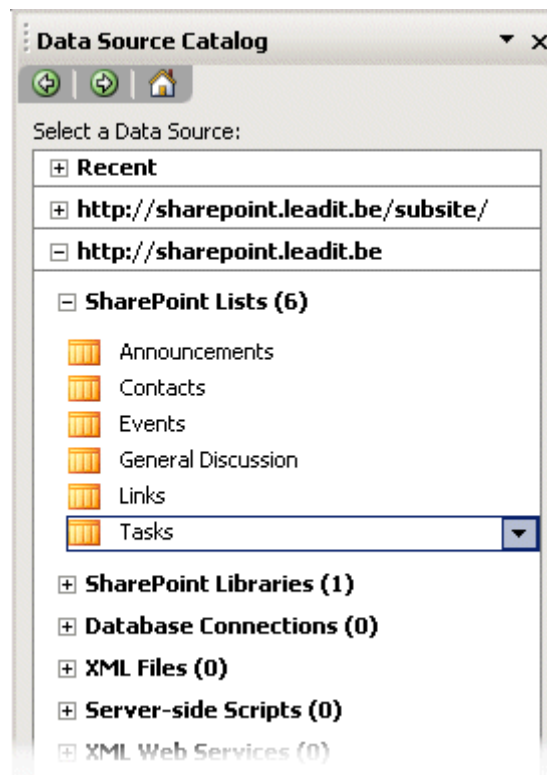 Data Source Catalog
Select a Data Source:
Recent
http://sharepoint.leadit.be/subsite/
http://sharepoint.leadit.be
SharePoint Lists (6)
Announcements
Contacts
Events
General Discussion
Links
Tasks
SharePoint Libraries (1)
Database Connections (0)
XML Files (0)
Server-side Scripts (0)
XML Web Services (0)